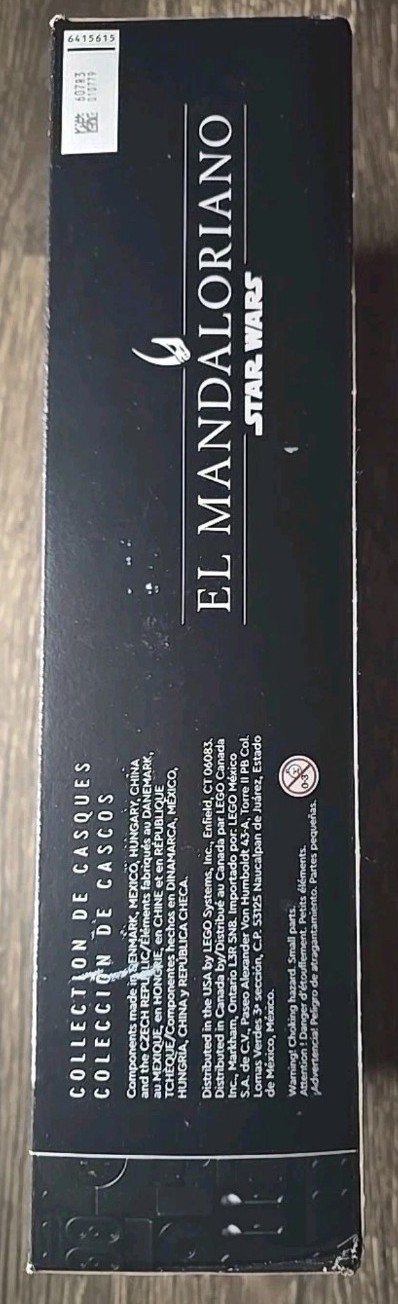 6415615
60783
010779
EL MANDALORIANO
STAR WARS
COLLECTION DE CASQUES
COLECCIÓN DE CASCOS
Components made in DENMARK, MEXICO, HUNGARY, CHINA
and the CZECH REPUBLIC/Éléments fabriqués au DANEMARK,
au MEXIQUE, en HONGRIE, en CHINE et en RÉPUBLIQUE
TCHÈQUE/Componentes hechos en DINAMARCA, MÉXICO,
HUNGRÍA, CHINA y REPÚBLICA CHECA.
Distributed in the USA by LEGO Systems, Inc., Enfield, CT 06083.
Distributed in Canada by/Distribué au Canada par LEGO Canada
Inc., Markham, Ontario L3R 5N8. Importado por: LEGO México
S.A. de C.V., Paseo Alexander Von Humboldt 43-A, Torre II PB Col.
Lomas Verdes 3ª sección, C.P. 53125 Naucalpan de Juárez, Estado
de México, México.
Warning! Choking hazard. Small parts.
Attention ! Danger d'étouffement. Petits éléments.
¡Advertencia! Peligro de atragantamiento. Partes pequeñas.
0-3